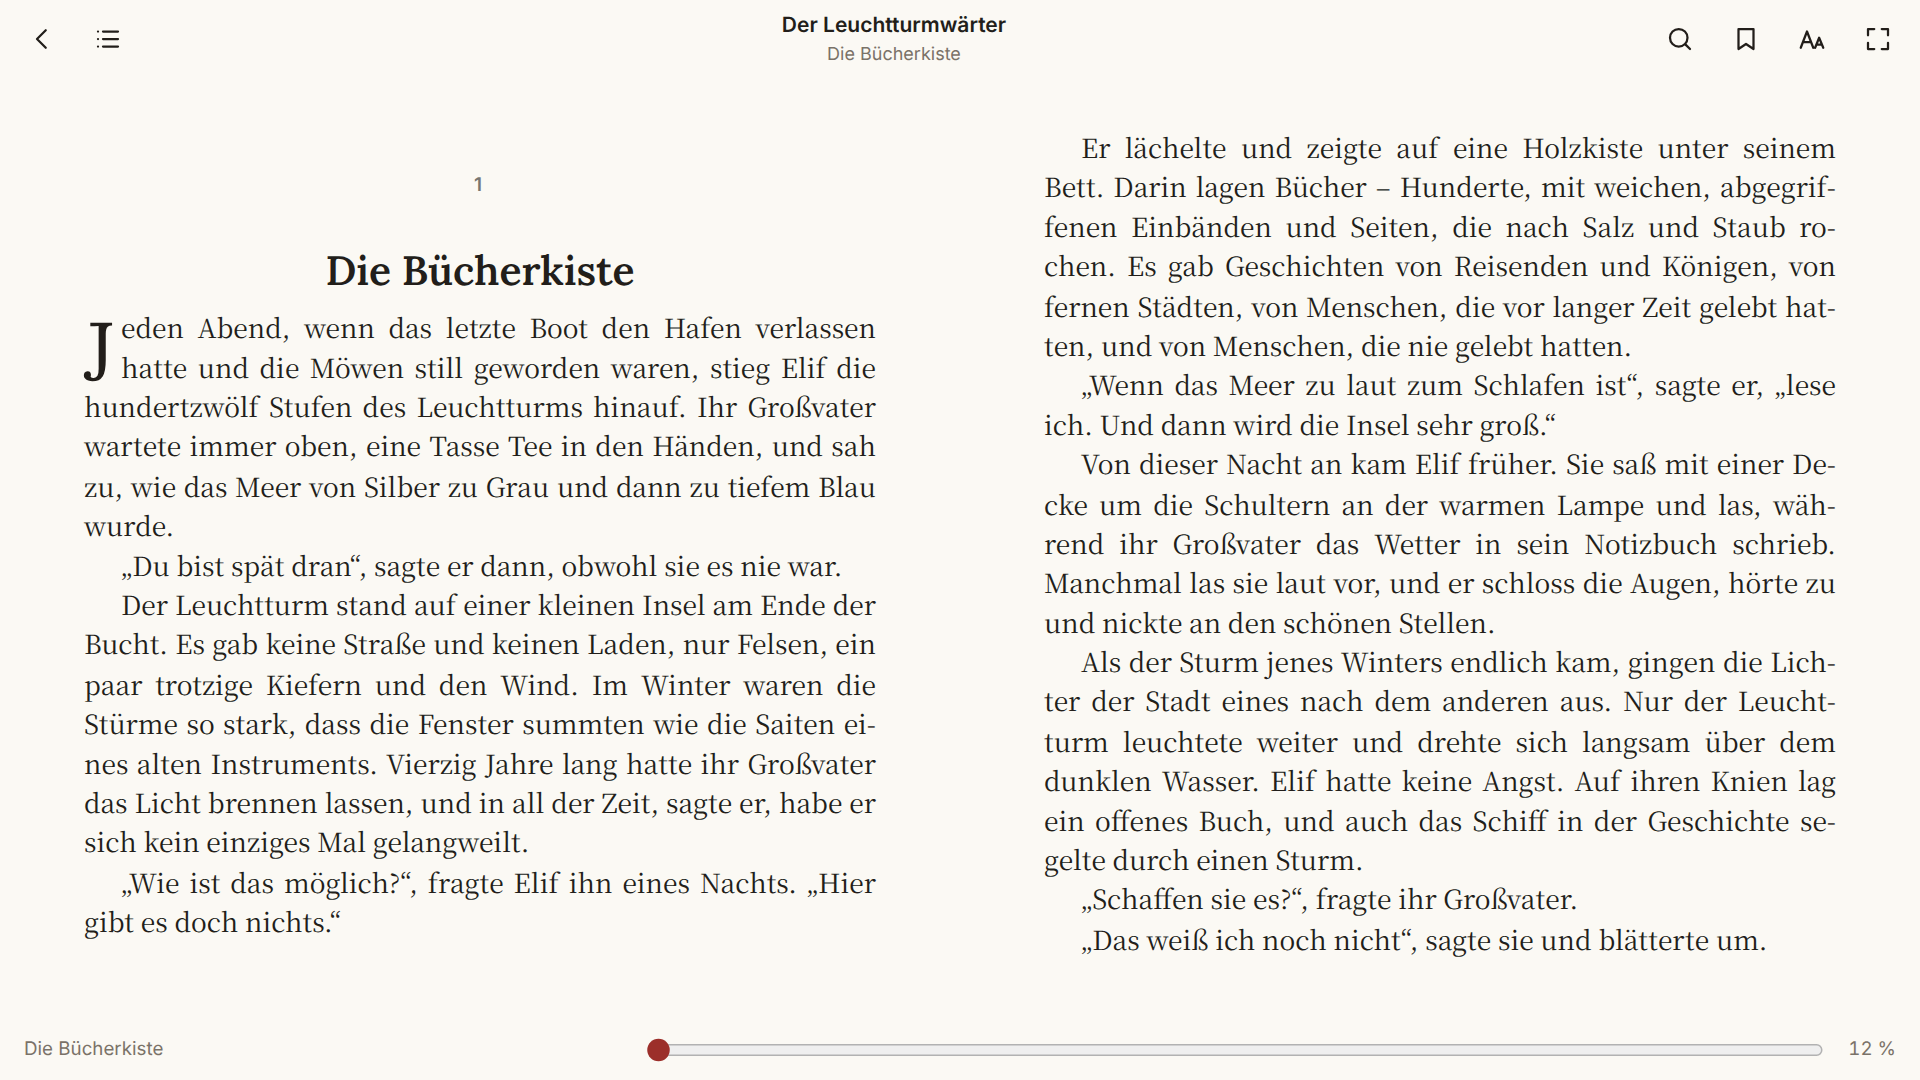 Der Leuchtturmwärter
Die Bücherkiste
1
Die Bücherkiste
Jeden Abend, wenn das letzte Boot den Hafen verlassen
hatte und die Möwen still geworden waren, stieg Elif die
hundertzwölf Stufen des Leuchtturms hinauf. Ihr Großvater
wartete immer oben, eine Tasse Tee in den Händen, und sah
zu, wie das Meer von Silber zu Grau und dann zu tiefem Blau
wurde.
„Du bist spät dran“, sagte er dann, obwohl sie es nie war.
Der Leuchtturm stand auf einer kleinen Insel am Ende der
Bucht. Es gab keine Straße und keinen Laden, nur Felsen, ein
paar trotzige Kiefern und den Wind. Im Winter waren die
Stürme so stark, dass die Fenster summten wie die Saiten ei-
nes alten Instruments. Vierzig Jahre lang hatte ihr Großvater
das Licht brennen lassen, und in all der Zeit, sagte er, habe er
sich kein einziges Mal gelangweilt.
„Wie ist das möglich?“, fragte Elif ihn eines Nachts. „Hier
gibt es doch nichts.“
Er lächelte und zeigte auf eine Holzkiste unter seinem
Bett. Darin lagen Bücher – Hunderte, mit weichen, abgegrif-
fenen Einbänden und Seiten, die nach Salz und Staub ro-
chen. Es gab Geschichten von Reisenden und Königen, von
fernen Städten, von Menschen, die vor langer Zeit gelebt hat-
ten, und von Menschen, die nie gelebt hatten.
„Wenn das Meer zu laut zum Schlafen ist“, sagte er, „lese
ich. Und dann wird die Insel sehr groß.“
Von dieser Nacht an kam Elif früher. Sie saß mit einer De-
cke um die Schultern an der warmen Lampe und las, wäh-
rend ihr Großvater das Wetter in sein Notizbuch schrieb.
Manchmal las sie laut vor, und er schloss die Augen, hörte zu
und nickte an den schönen Stellen.
Als der Sturm jenes Winters endlich kam, gingen die Lich-
ter der Stadt eines nach dem anderen aus. Nur der Leucht-
turm leuchtete weiter und drehte sich langsam über dem
dunklen Wasser. Elif hatte keine Angst. Auf ihren Knien lag
ein offenes Buch, und auch das Schiff in der Geschichte se-
gelte durch einen Sturm.
„Schaffen sie es?“, fragte ihr Großvater.
„Das weiß ich noch nicht“, sagte sie und blätterte um.
Die Bücherkiste
12 %